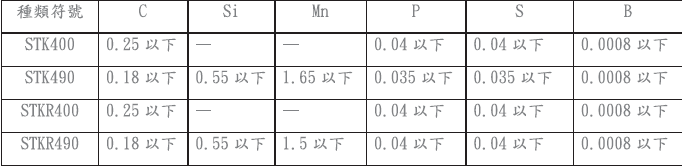 種類符號 C Si Mn P S B
STK400 0.25 以下 — — 0.04 以下 0.04 以下 0.0008 以下
STK490 0.18 以下 0.55 以下 1.65 以下 0.035 以下 0.035 以下 0.0008 以下
STKR400 0.25 以下 — — 0.04 以下 0.04 以下 0.0008 以下
STKR490 0.18 以下 0.55 以下 1.5 以下 0.04 以下 0.04 以下 0.0008 以下